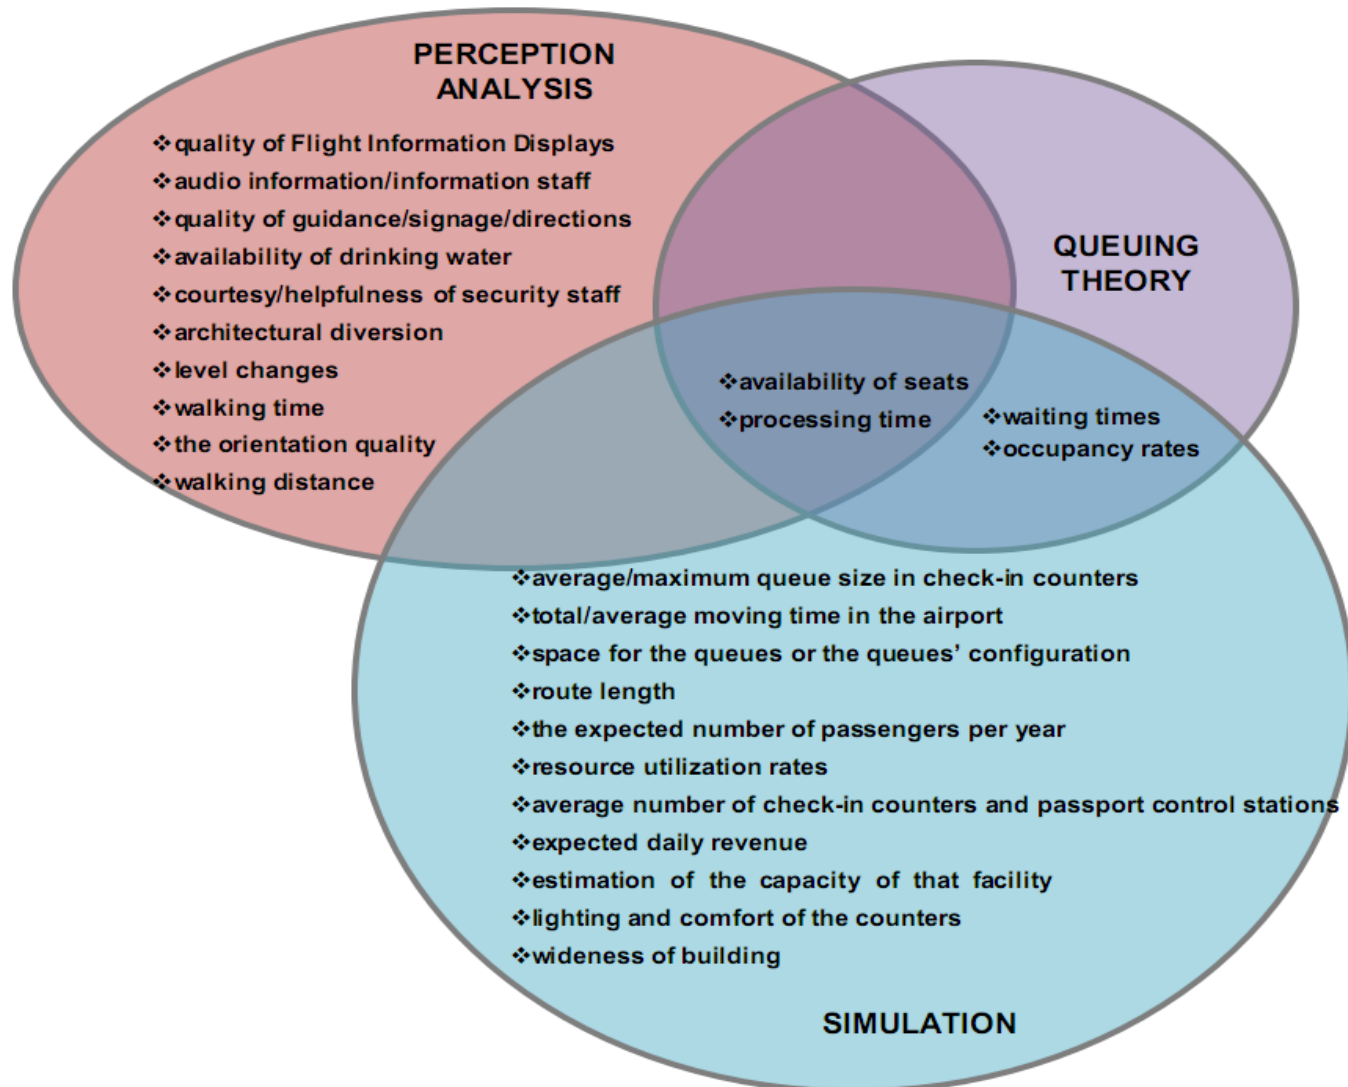 PERCEPTION
ANALYSIS
❖quality of Flight Information Displays
❖audio information/information staff
❖quality of guidance/signage/directions
❖availability of drinking water
❖courtesy/helpfulness of security staff
❖architectural diversion
❖level changes
❖walking time
❖the orientation quality
❖walking distance
QUEUING
THEORY
❖availability of seats
❖processing time
❖waiting times
❖occupancy rates
❖average/maximum queue size in check-in counters
❖total/average moving time in the airport
❖space for the queues or the queues’ configuration
❖route length
❖the expected number of passengers per year
❖resource utilization rates
❖average number of check-in counters and passport control stations
❖expected daily revenue
❖estimation of the capacity of that facility
❖lighting and comfort of the counters
❖wideness of building
SIMULATION